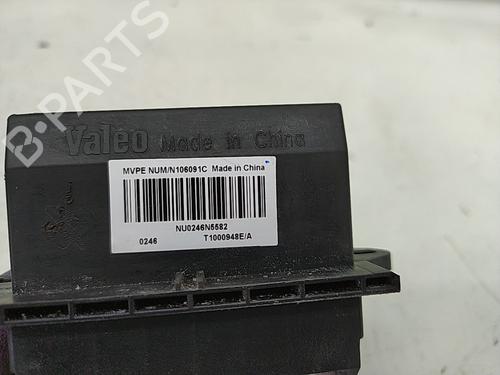 B-PARTS
Valeo Made in China
MVPE NUM/N106091C Made in China
NU0246N5582
0246 T1000948E/A